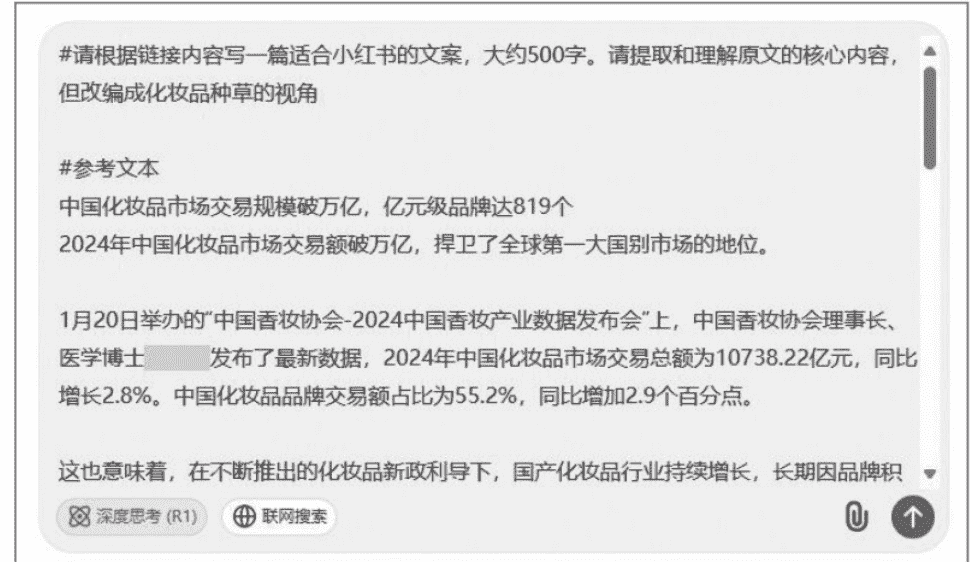 #请根据链接内容写一篇适合小红书的文案，大约500字。请提取和理解原文的核心内容，
但改编成化妆品种草的视角
#参考文本
中国化妆品市场交易规模破万亿，亿元级品牌达819个
2024年中国化妆品市场交易额破万亿，捍卫了全球第一大国别市场的地位。
1月20日举办的“中国香妆协会-2024中国香妆产业数据发布会”上，中国香妆协会理事长、
医学博士 发布了最新数据，2024年中国化妆品市场交易总额为10738.22亿元，同比
增长2.8%。中国化妆品品牌交易额占比为55.2%，同比增加2.9个百分点。
这也意味着，在不断推出的化妆品新政利导下，国产化妆品行业持续增长，长期因品牌积
深度思考 (R1) 联网搜索